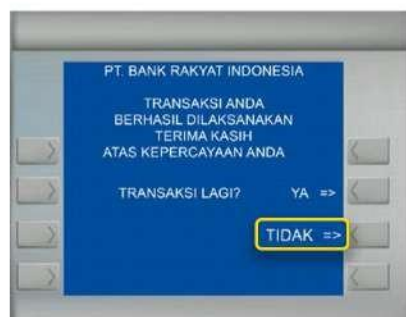 PT. BANK RAKYAT INDONESIA
TRANSAKSI ANDA
BERHASIL DILAKSANAKAN
TERIMA KASIH
ATAS KEPERCAYAAN ANDA
TRANSAKSI LAGI? YA =>
TIDAK =>